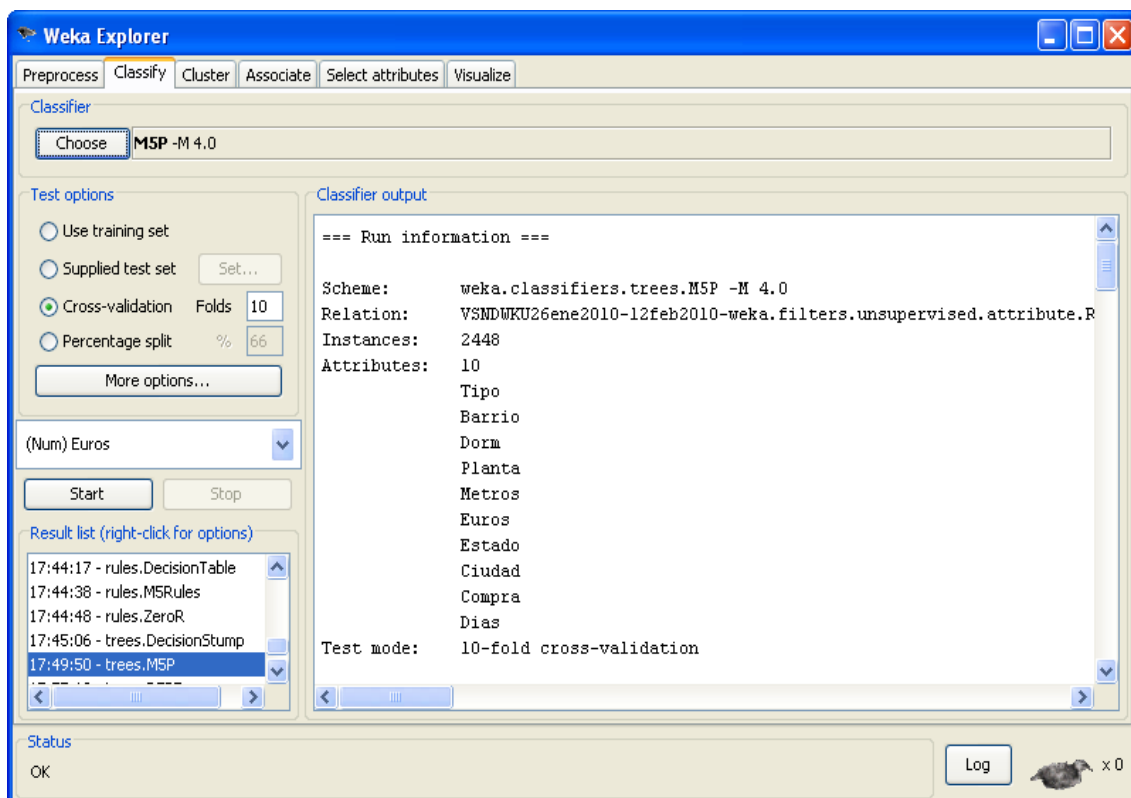 Weka Explorer
Preprocess Classify Cluster Associate Select attributes Visualize
Classifier
Choose M5P -M 4.0
Test options
Use training set
Supplied test set Set...
Cross-validation Folds 10
Percentage split % 66
More options...
(Num) Euros
Start Stop
Result list (right-click for options)
17:44:17 - rules.DecisionTable
17:44:38 - rules.M5Rules
17:44:48 - rules.ZeroR
17:45:06 - trees.DecisionStump
17:49:50 - trees.M5P
Classifier output
=== Run information ===
Scheme: weka.classifiers.trees.M5P -M 4.0
Relation: VSNDWKU26ene2010-12feb2010-weka.filters.unsupervised.attribute.R
Instances: 2448
Attributes: 10
Tipo
Barrio
Dorm
Planta
Metros
Euros
Estado
Ciudad
Compra
Dias
Test mode: 10-fold cross-validation
Status
OK
Log x 0